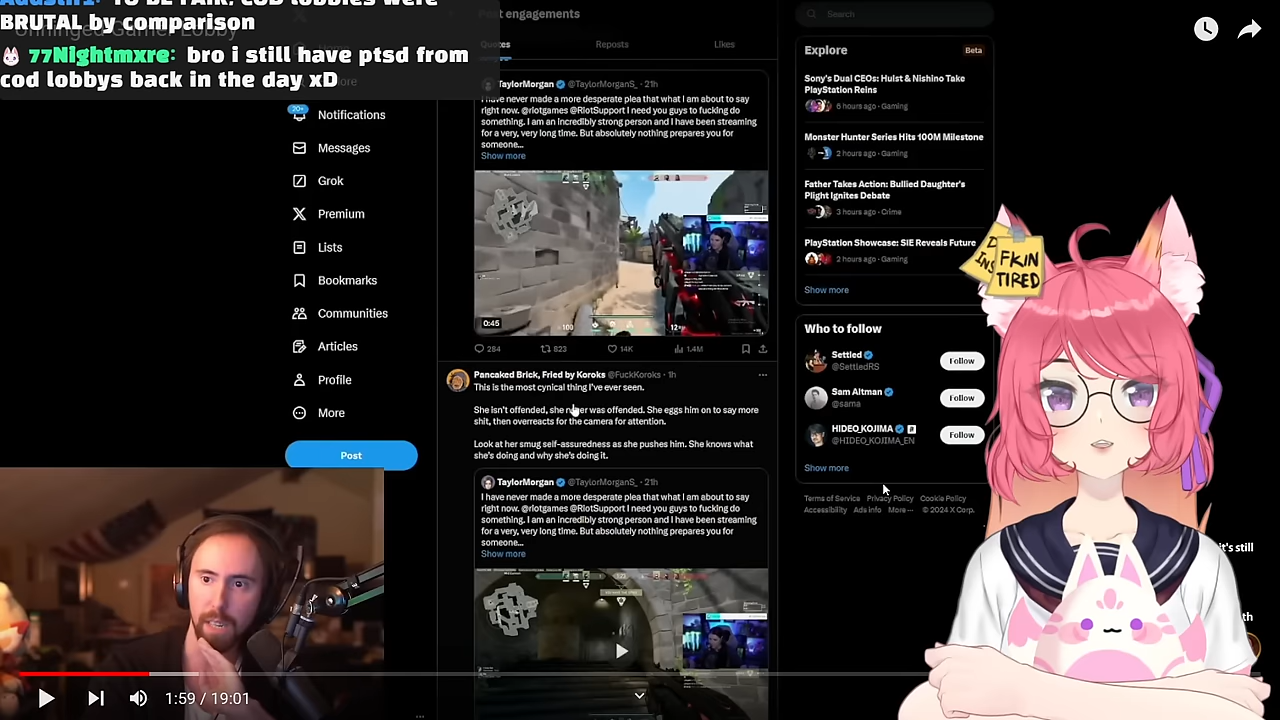 BRUTAL by comparison
77Nightmxre: bro i still have ptsd from
cod lobbys back in the day xD
Notifications
20+
Messages
Grok
Premium
Lists
Bookmarks
Communities
Articles
Profile
More
Post
Post engagements
Quotes
Reposts
Likes
TaylorMorgan @TaylorMorganS_ · 21h
I have never made a more desperate plea that what I am about to say
right now. @riotgames @RiotSupport I need you guys to fucking do
something. I am an incredibly strong person and I have been streaming
for a very, very long time. But absolutely nothing prepares you for
someone...
Show more
0:45
100
12
284
823
14K
1.4M
Pancaked Brick, Fried by Koroks @FuckKoroks · 1h
This is the most cynical thing I've ever seen.
She isn't offended, she never was offended. She eggs him on to say more
shit, then overreacts for the camera for attention.
Look at her smug self-assuredness as she pushes him. She knows what
she's doing and why she's doing it.
TaylorMorgan @TaylorMorganS_ · 21h
I have never made a more desperate plea that what I am about to say
right now. @riotgames @RiotSupport I need you guys to fucking do
something. I am an incredibly strong person and I have been streaming
for a very, very long time. But absolutely nothing prepares you for
someone...
Show more
Search
Explore
Beta
Sony's Dual CEOs: Hulst & Nishino Take
PlayStation Reins
6 hours ago · Gaming
Monster Hunter Series Hits 100M Milestone
2 hours ago · Gaming
Father Takes Action: Bullied Daughter's
Plight Ignites Debate
3 hours ago · Crime
PlayStation Showcase: SIE Reveals Future
2 hours ago · Gaming
Show more
Who to follow
Settled
@SettledRS
Follow
Sam Altman
@sama
Follow
HIDEO_KOJIMA
@HIDEO_KOJIMA_EN
Follow
Show more
Terms of Service Privacy Policy Cookie Policy
Accessibility Ads info More ··· © 2024 X Corp.
FKIN
TIRED
it's still
1:59 / 19:01